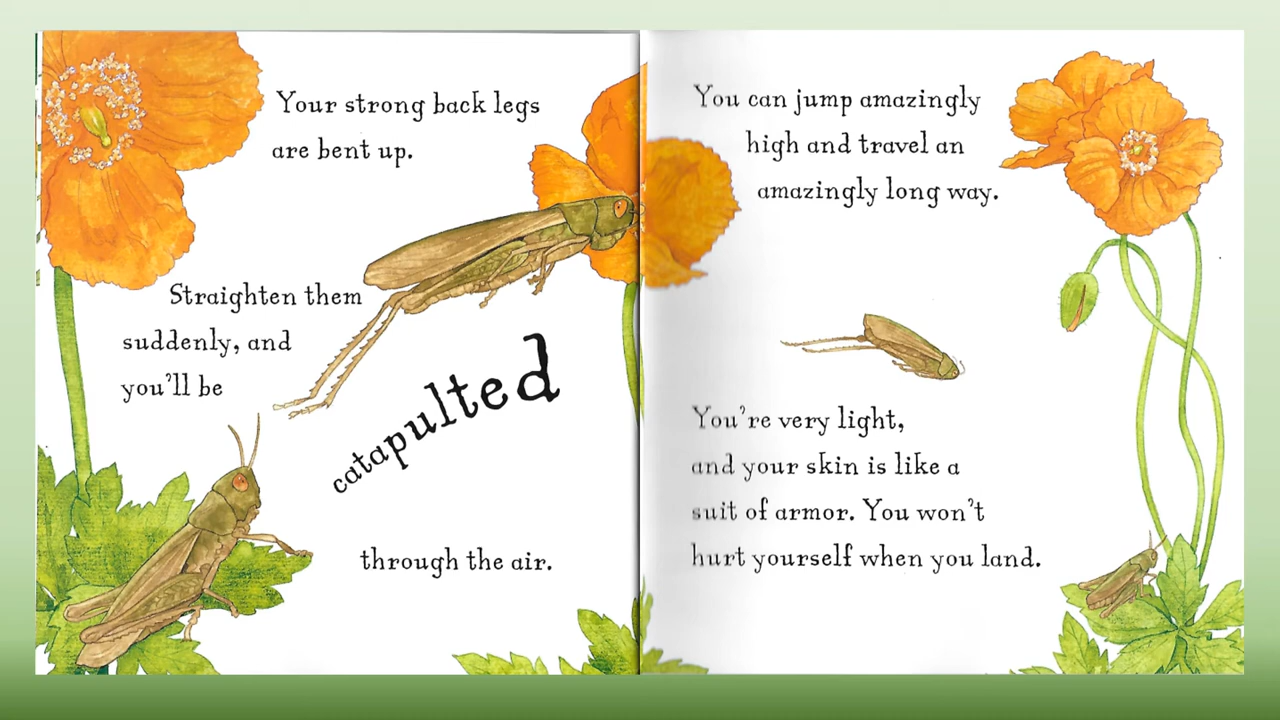 Your strong back legs
are bent up.
Straighten them
suddenly, and
you'll be
catapulted
through the air.
You can jump amazingly
high and travel an
amazingly long way.
You're very light,
and your skin is like a
suit of armor. You won't
hurt yourself when you land.